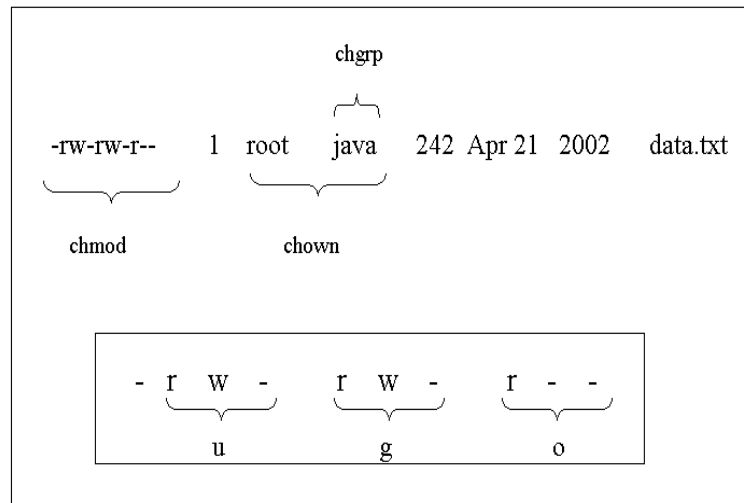 chgrp
-rw-rw-r-- 1 root java 242 Apr 21 2002 data.txt
chmod chown
- r w - r w - r - -
u g o